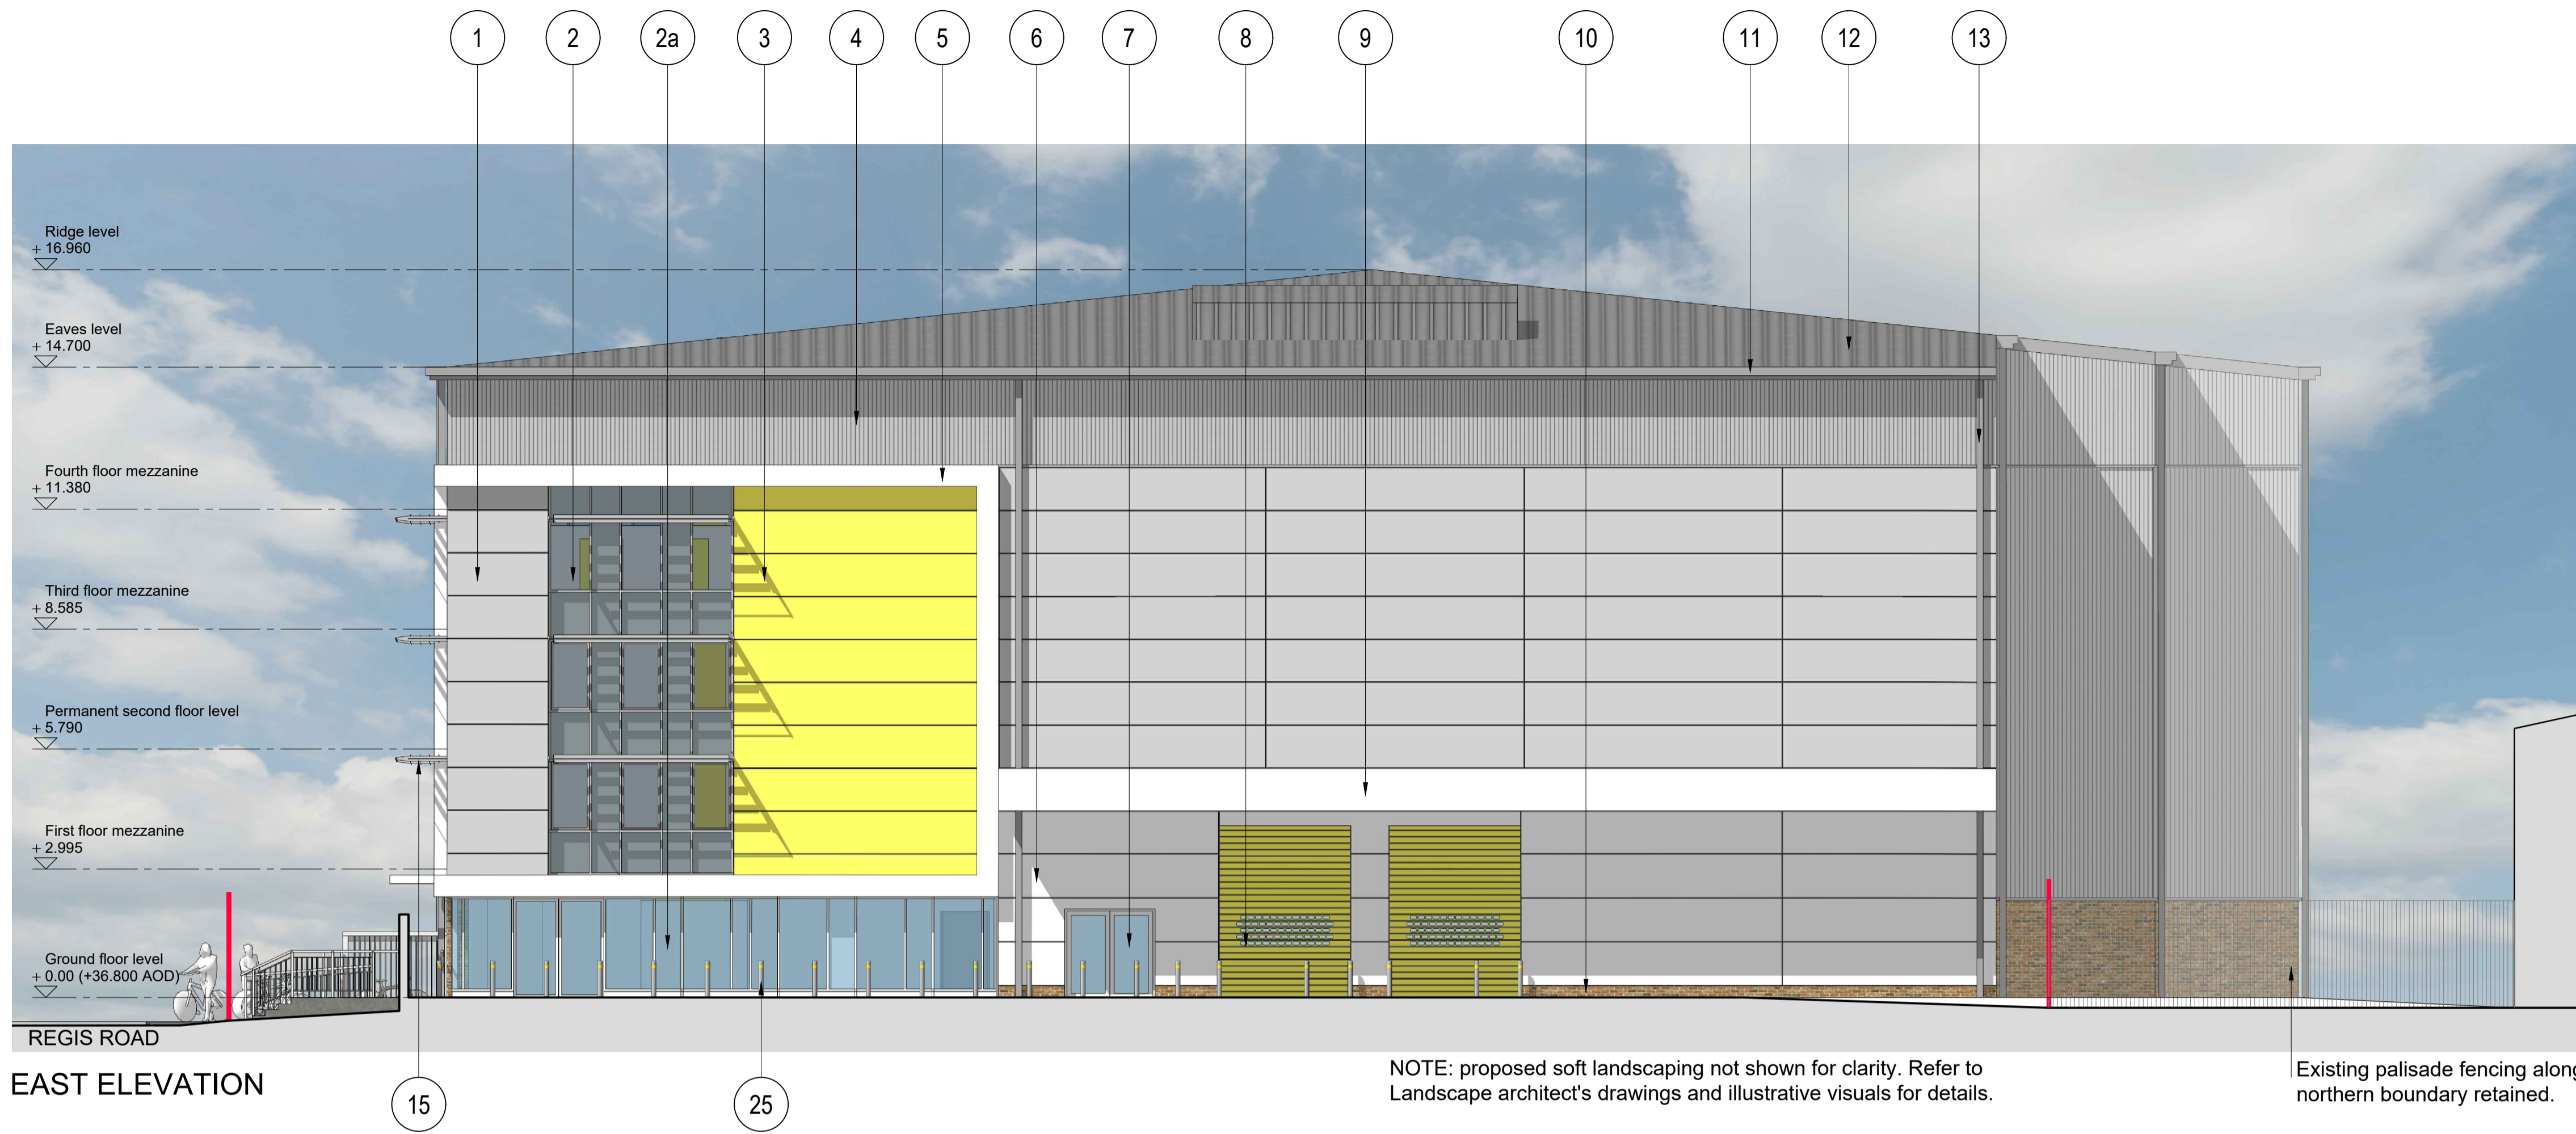 1 2 2a 3 4 5 6 7 8 9 10 11 12 13
Ridge level
+ 16.960
Eaves level
+ 14.700
Fourth floor mezzanine
+ 11.380
Third floor mezzanine
+ 8.585
Permanent second floor level
+ 5.790
First floor mezzanine
+ 2.995
Ground floor level
+ 0.00 (+36.800 AOD)
REGIS ROAD
EAST ELEVATION
15 25
NOTE: proposed soft landscaping not shown for clarity. Refer to
Landscape architect's drawings and illustrative visuals for details.
Existing palisade fencing along
northern boundary retained.